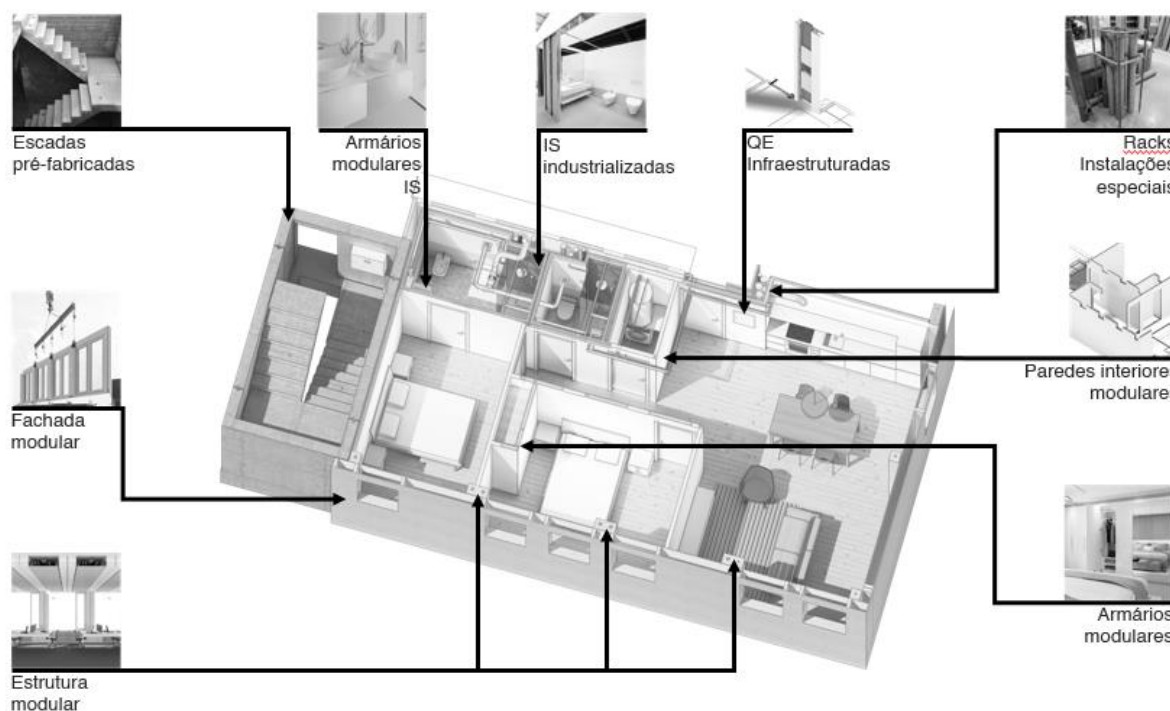 Escadas
pré-fabricadas
Armários
modulares
IS
IS
industrializadas
QE
Infraestruturadas
Racks
Instalações
especiais
Fachada
modular
Paredes interiores
modulares
Armários
modulares
Estrutura
modular